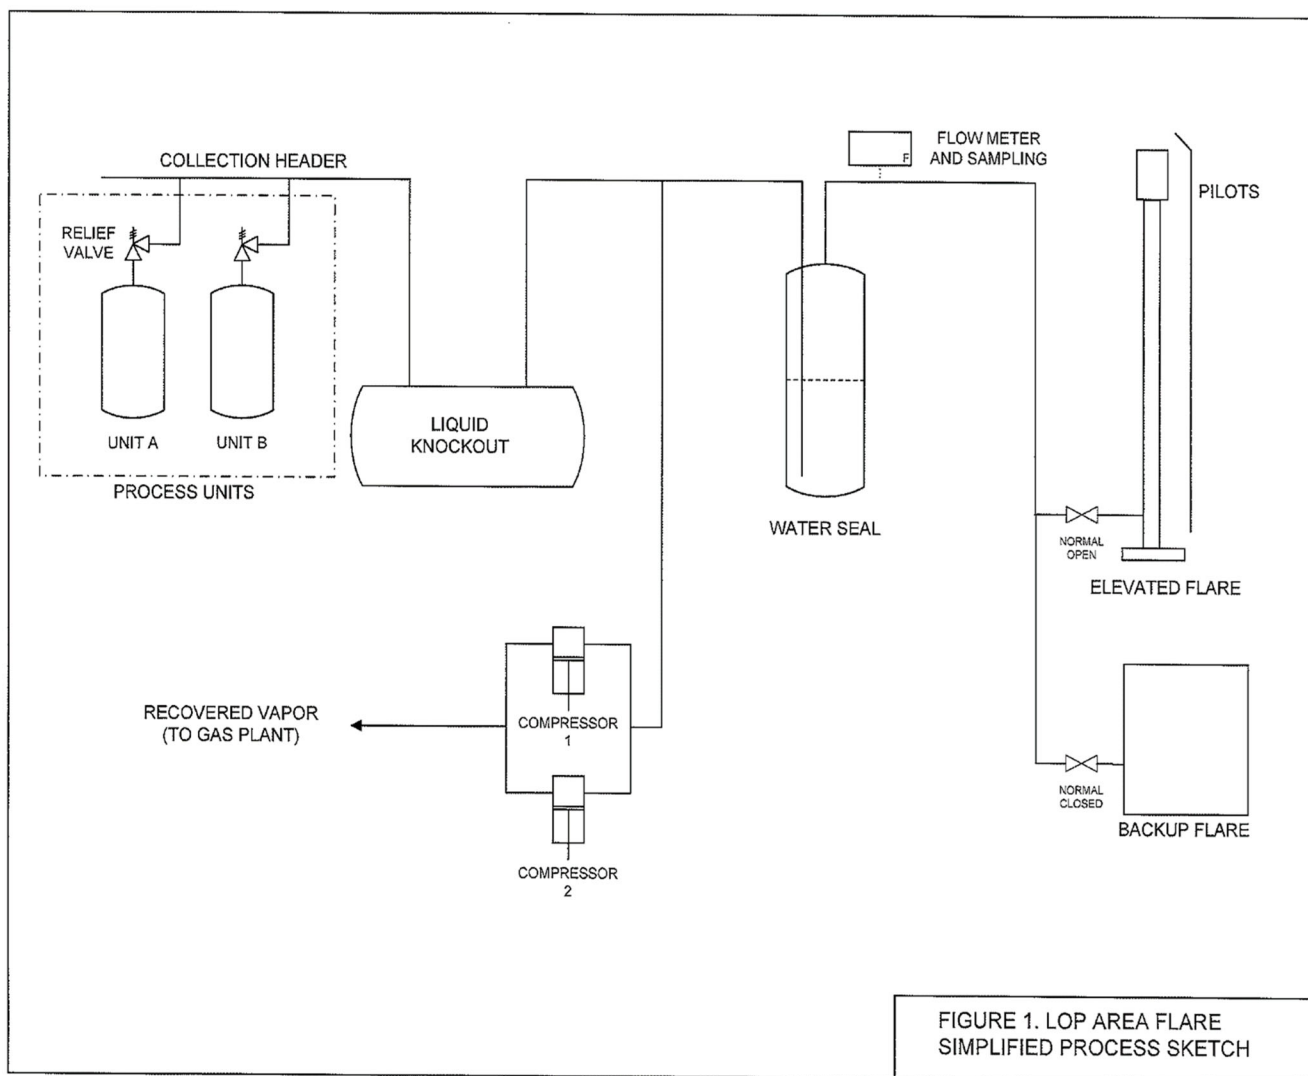 COLLECTION HEADER
RELIEF
VALVE
UNIT A
UNIT B
PROCESS UNITS
LIQUID
KNOCKOUT
FLOW METER
AND SAMPLING
F
WATER SEAL
PILOTS
NORMAL
OPEN
ELEVATED FLARE
RECOVERED VAPOR
(TO GAS PLANT)
COMPRESSOR
1
COMPRESSOR
2
NORMAL
CLOSED
BACKUP FLARE
FIGURE 1. LOP AREA FLARE
SIMPLIFIED PROCESS SKETCH